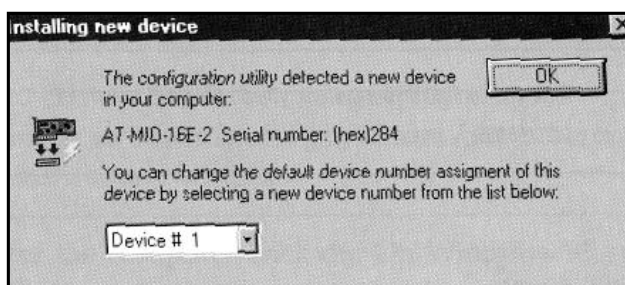 nstalling new device
The configuration utility detected a new device
in your computer:
OK
AT-MIO-16E-2 Serial number: (hex)284
You can change the default device number assigment of this
device by selecting a new device number from the list below:
Device # 1